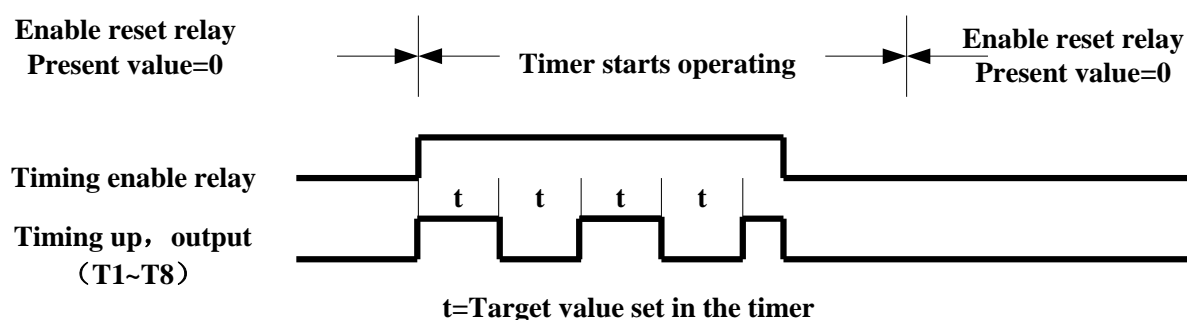 Enable reset relay
Present value=0
Timer starts operating
Enable reset relay
Present value=0
Timing enable relay
t t t t
Timing up，output
（T1~T8）
t=Target value set in the timer